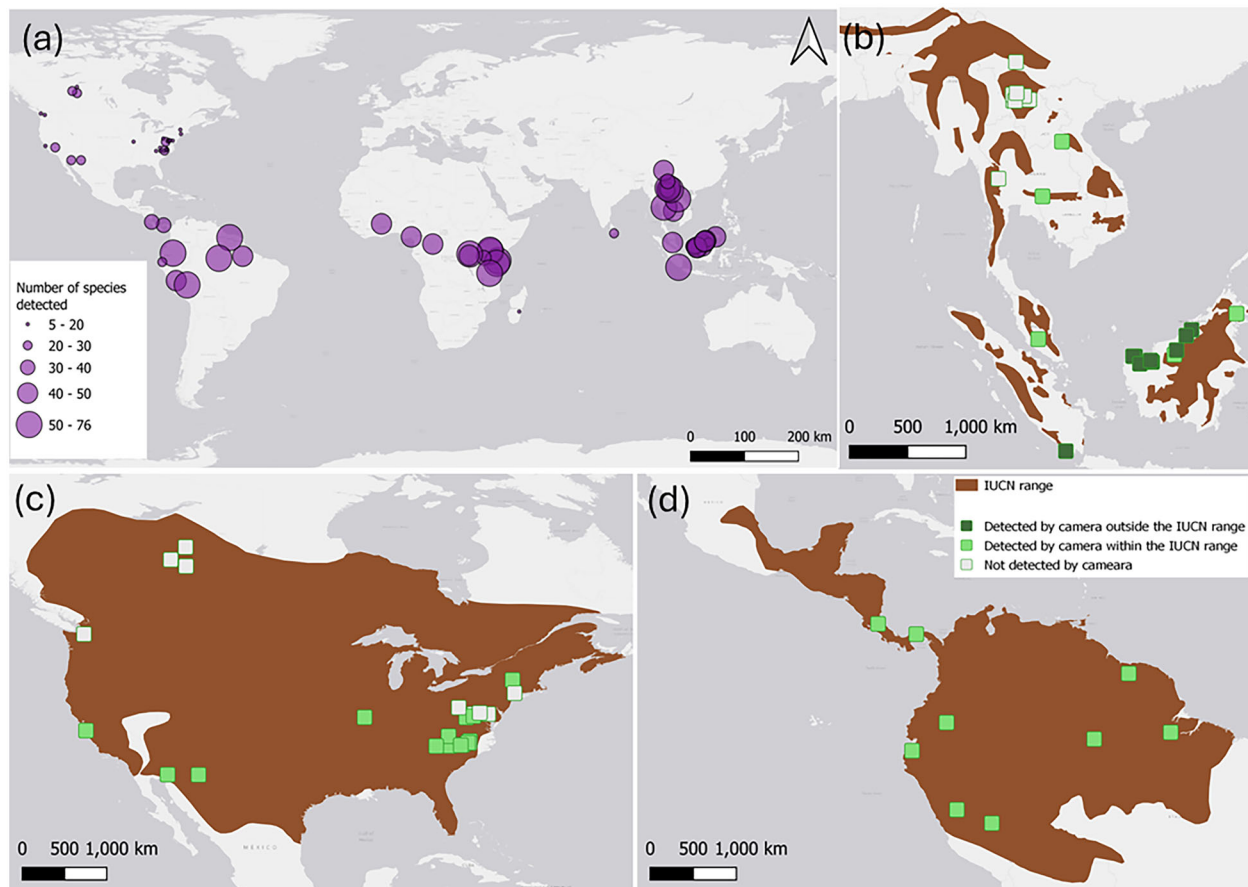 (a)
Number of species
detected
5 - 20
20 - 30
30 - 40
40 - 50
50 - 76
0 100 200 km
(b)
0 500 1,000 km
(c)
MEXICO
0 500 1,000 km
(d)
IUCN range
Detected by camera outside the IUCN range
Detected by camera within the IUCN range
Not detected by cameara
0 500 1,000 km